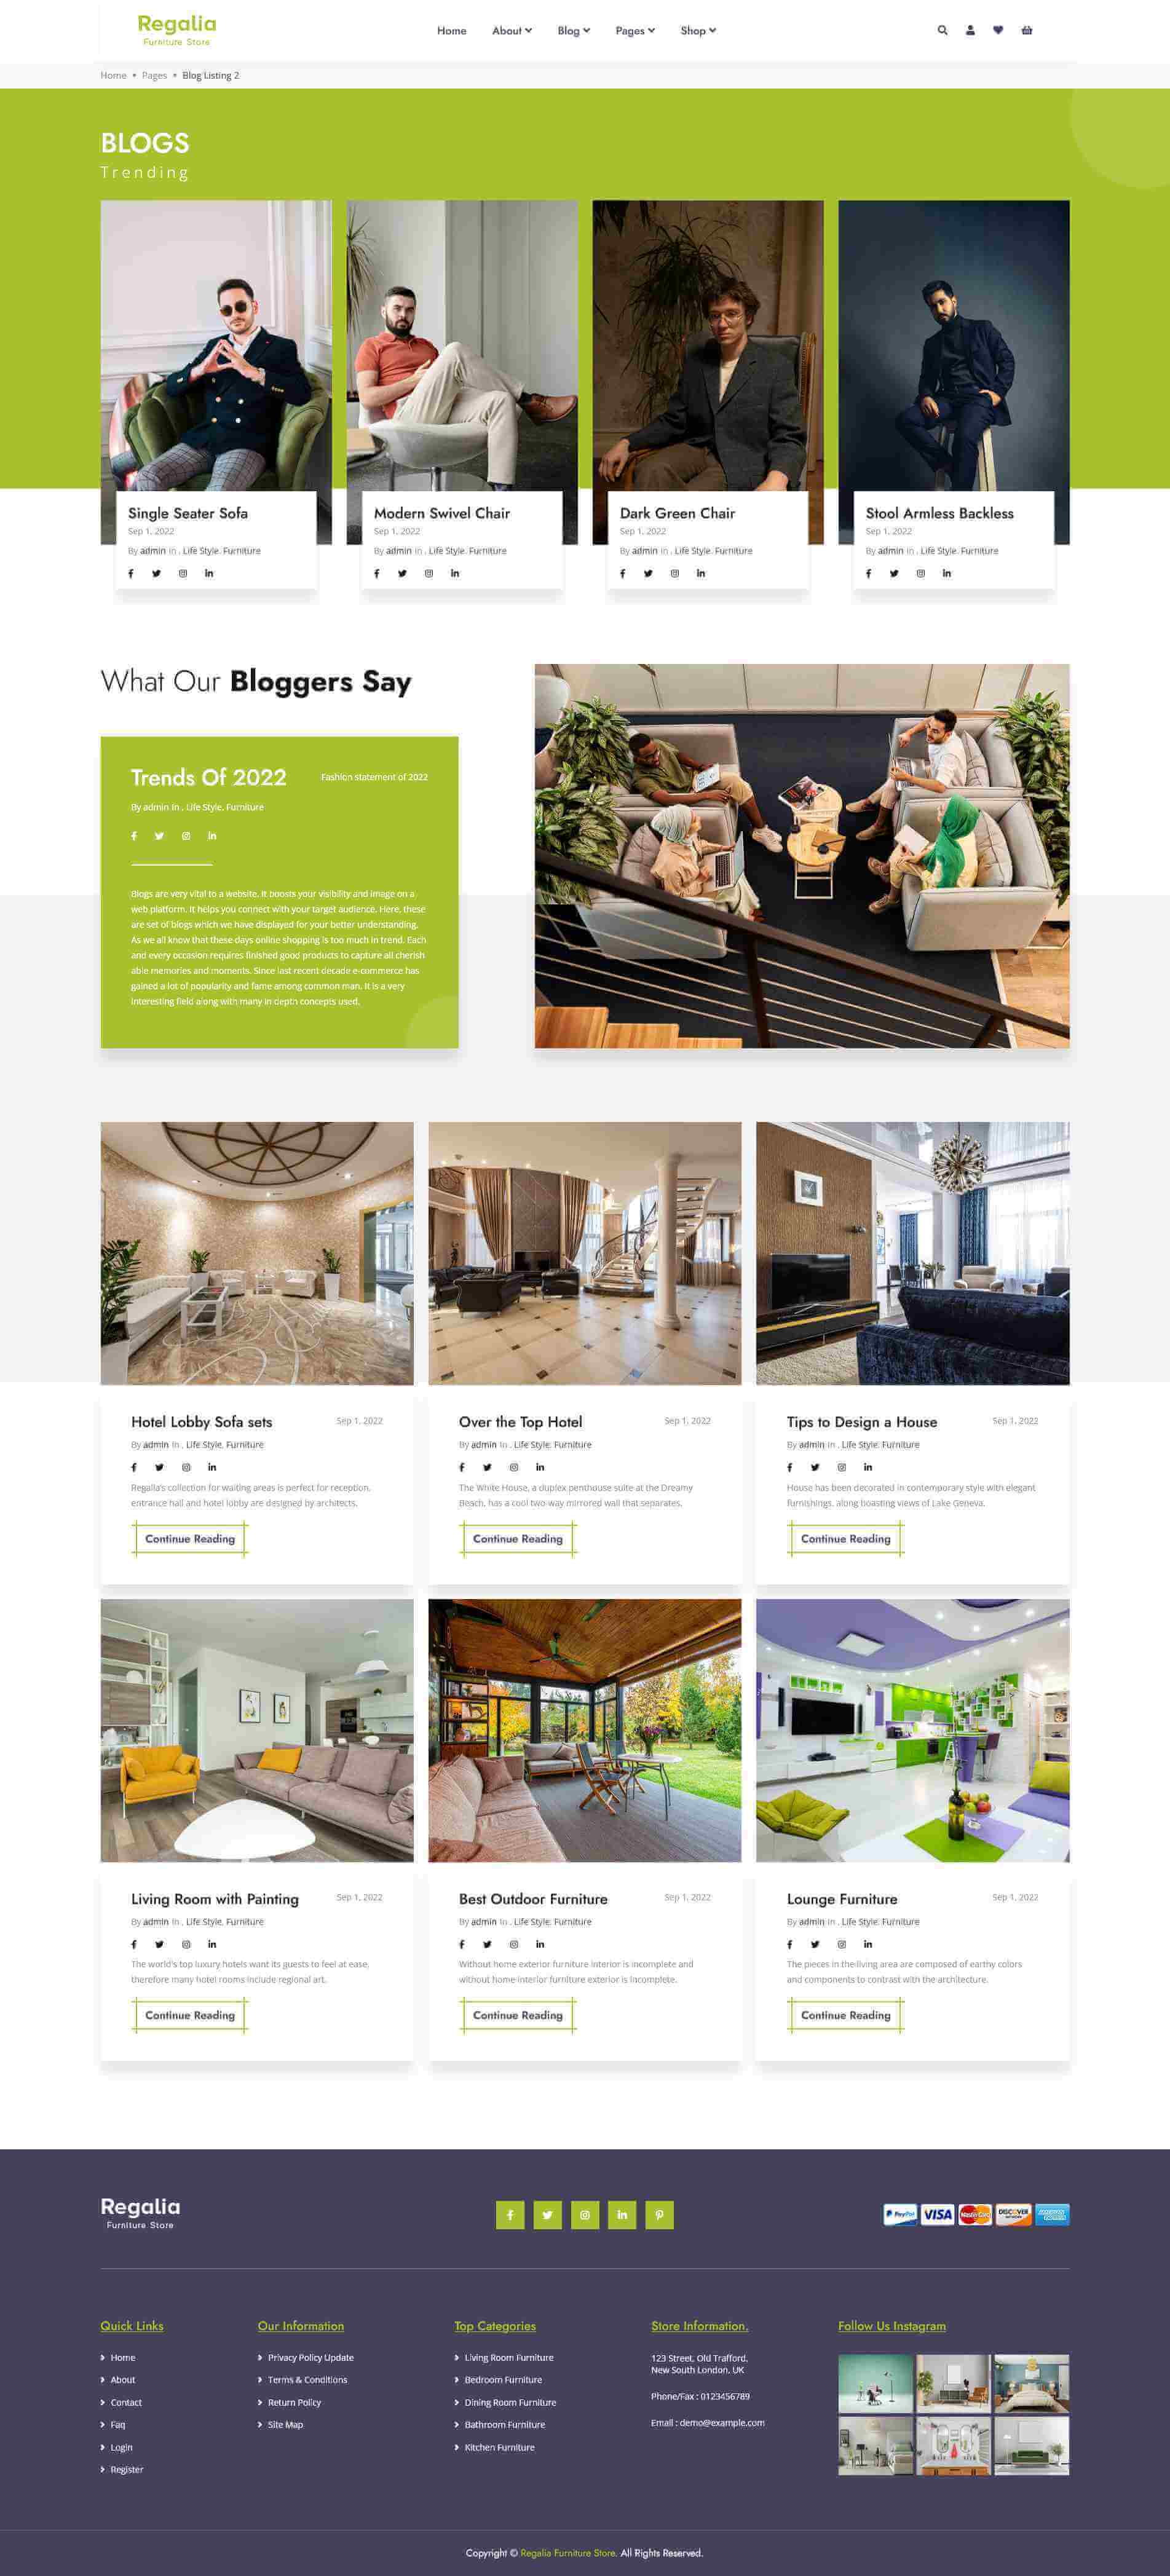 Regalia
Furniture Store
Home About Blog Pages Shop
Home • Pages • Blog Listing 2
BLOGS
Trending
Single Seater Sofa
Sep 1, 2022
By admin In , Life Style, Furniture
Modern Swivel Chair
Sep 1, 2022
By admin In , Life Style, Furniture
Dark Green Chair
Sep 1, 2022
By admin In , Life Style, Furniture
Stool Armless Backless
Sep 1, 2022
By admin In , Life Style, Furniture
What Our Bloggers Say
Trends Of 2022
Fashion statement of 2022
By admin In , Life Style, Furniture
Blogs are very vital to a website. It boosts your visibility and image on a
web platform. It helps you connect with your target audience. Here, these
are set of blogs which we have displayed for your better understanding.
As we all know that these days online shopping is too much in trend. Each
and every occasion requires finished good products to capture all cherish
able memories and moments. Since last recent decade e-commerce has
gained a lot of popularity and fame among common man. It is a very
interesting field along with many in depth concepts used.
Hotel Lobby Sofa sets
Sep 1, 2022
By admin In , Life Style, Furniture
Regalia's collection for waiting areas is perfect for reception,
entrance hall and hotel lobby are designed by architects.
Continue Reading
Over the Top Hotel
Sep 1, 2022
By admin In , Life Style, Furniture
The White House, a duplex penthouse suite at the Dreamy
Beach, has a cool two-way mirrored wall that separates.
Continue Reading
Tips to Design a House
Sep 1, 2022
By admin In , Life Style, Furniture
House has been decorated in contemporary style with elegant
furnishings, along boasting views of Lake Geneva.
Continue Reading
Living Room with Painting
Sep 1, 2022
By admin In , Life Style, Furniture
The world's top luxury hotels want its guests to feel at ease,
therefore many hotel rooms include regional art.
Continue Reading
Best Outdoor Furniture
Sep 1, 2022
By admin In , Life Style, Furniture
Without home exterior furniture interior is incomplete and
without home interior furniture exterior is incomplete.
Continue Reading
Lounge Furniture
Sep 1, 2022
By admin In , Life Style, Furniture
The pieces in the living area are composed of earthy colors
and components to contrast with the architecture.
Continue Reading
Regalia
Furniture Store
PayPal VISA MasterCard DISCOVER
Quick Links
Home
About
Contact
Faq
Login
Register
Our Information
Privacy Policy Update
Terms & Conditions
Return Policy
Site Map
Top Categories
Living Room Furniture
Bedroom Furniture
Dining Room Furniture
Bathroom Furniture
Kitchen Furniture
Store Information.
123 Street, Old Trafford,
New South London, UK
Phone/Fax : 0123456789
Email : demo@example.com
Follow Us Instagram
Copyright © Regalia Furniture Store. All Rights Reserved.